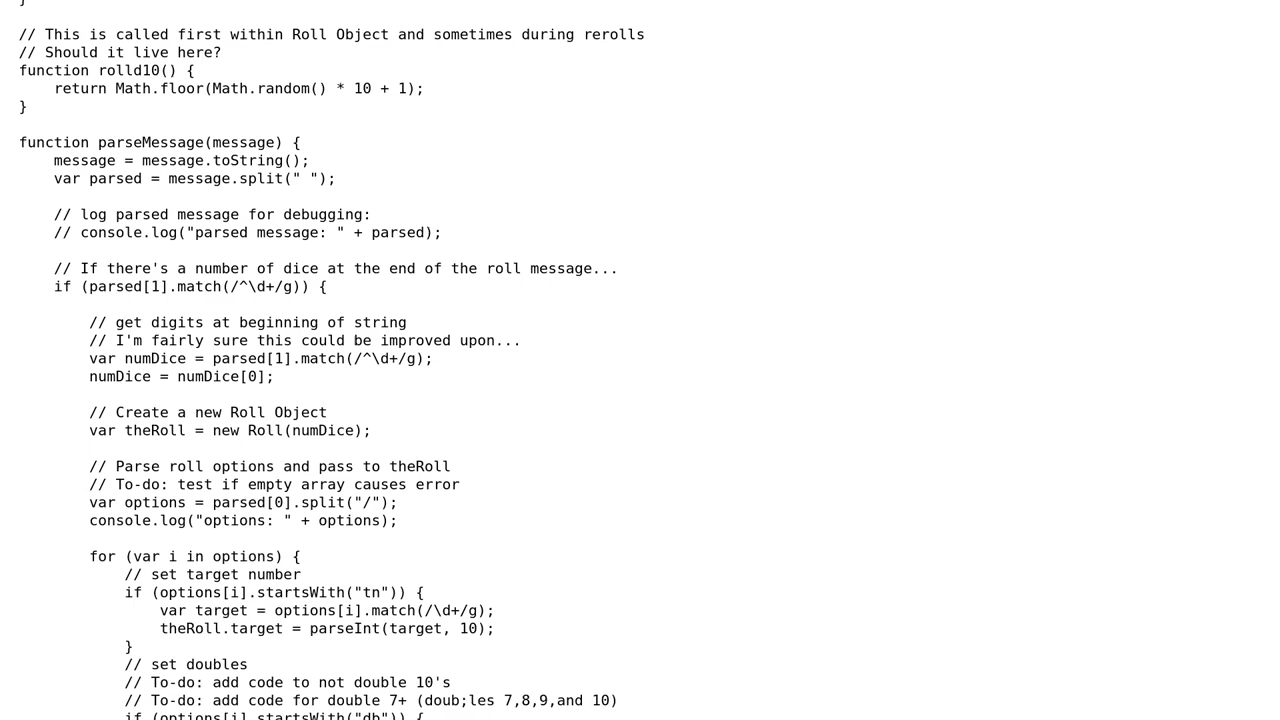 }
// This is called first within Roll Object and sometimes during rerolls
// Should it live here?
function rolld10() {
    return Math.floor(Math.random() * 10 + 1);
}
function parseMessage(message) {
    message = message.toString();
    var parsed = message.split(" ");
    // log parsed message for debugging:
    // console.log("parsed message: " + parsed);
    // If there's a number of dice at the end of the roll message...
    if (parsed[1].match(/^\d+/g)) {
        // get digits at beginning of string
        // I'm fairly sure this could be improved upon...
        var numDice = parsed[1].match(/^\d+/g);
        numDice = numDice[0];
        // Create a new Roll Object
        var theRoll = new Roll(numDice);
        // Parse roll options and pass to theRoll
        // To-do: test if empty array causes error
        var options = parsed[0].split("/");
        console.log("options: " + options);
        for (var i in options) {
            // set target number
            if (options[i].startsWith("tn")) {
                var target = options[i].match(/\d+/g);
                theRoll.target = parseInt(target, 10);
            }
            // set doubles
            // To-do: add code to not double 10's
            // To-do: add code for double 7+ (doub;les 7,8,9,and 10)
            if (options[i].startsWith("db")) {